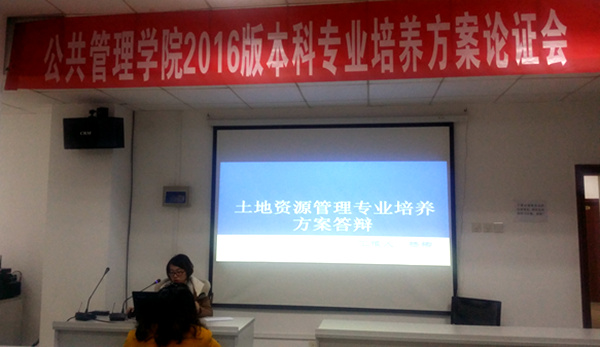 公共管理学院2016版本科专业培养方案论证会
土地资源管理专业培养
方案答辩